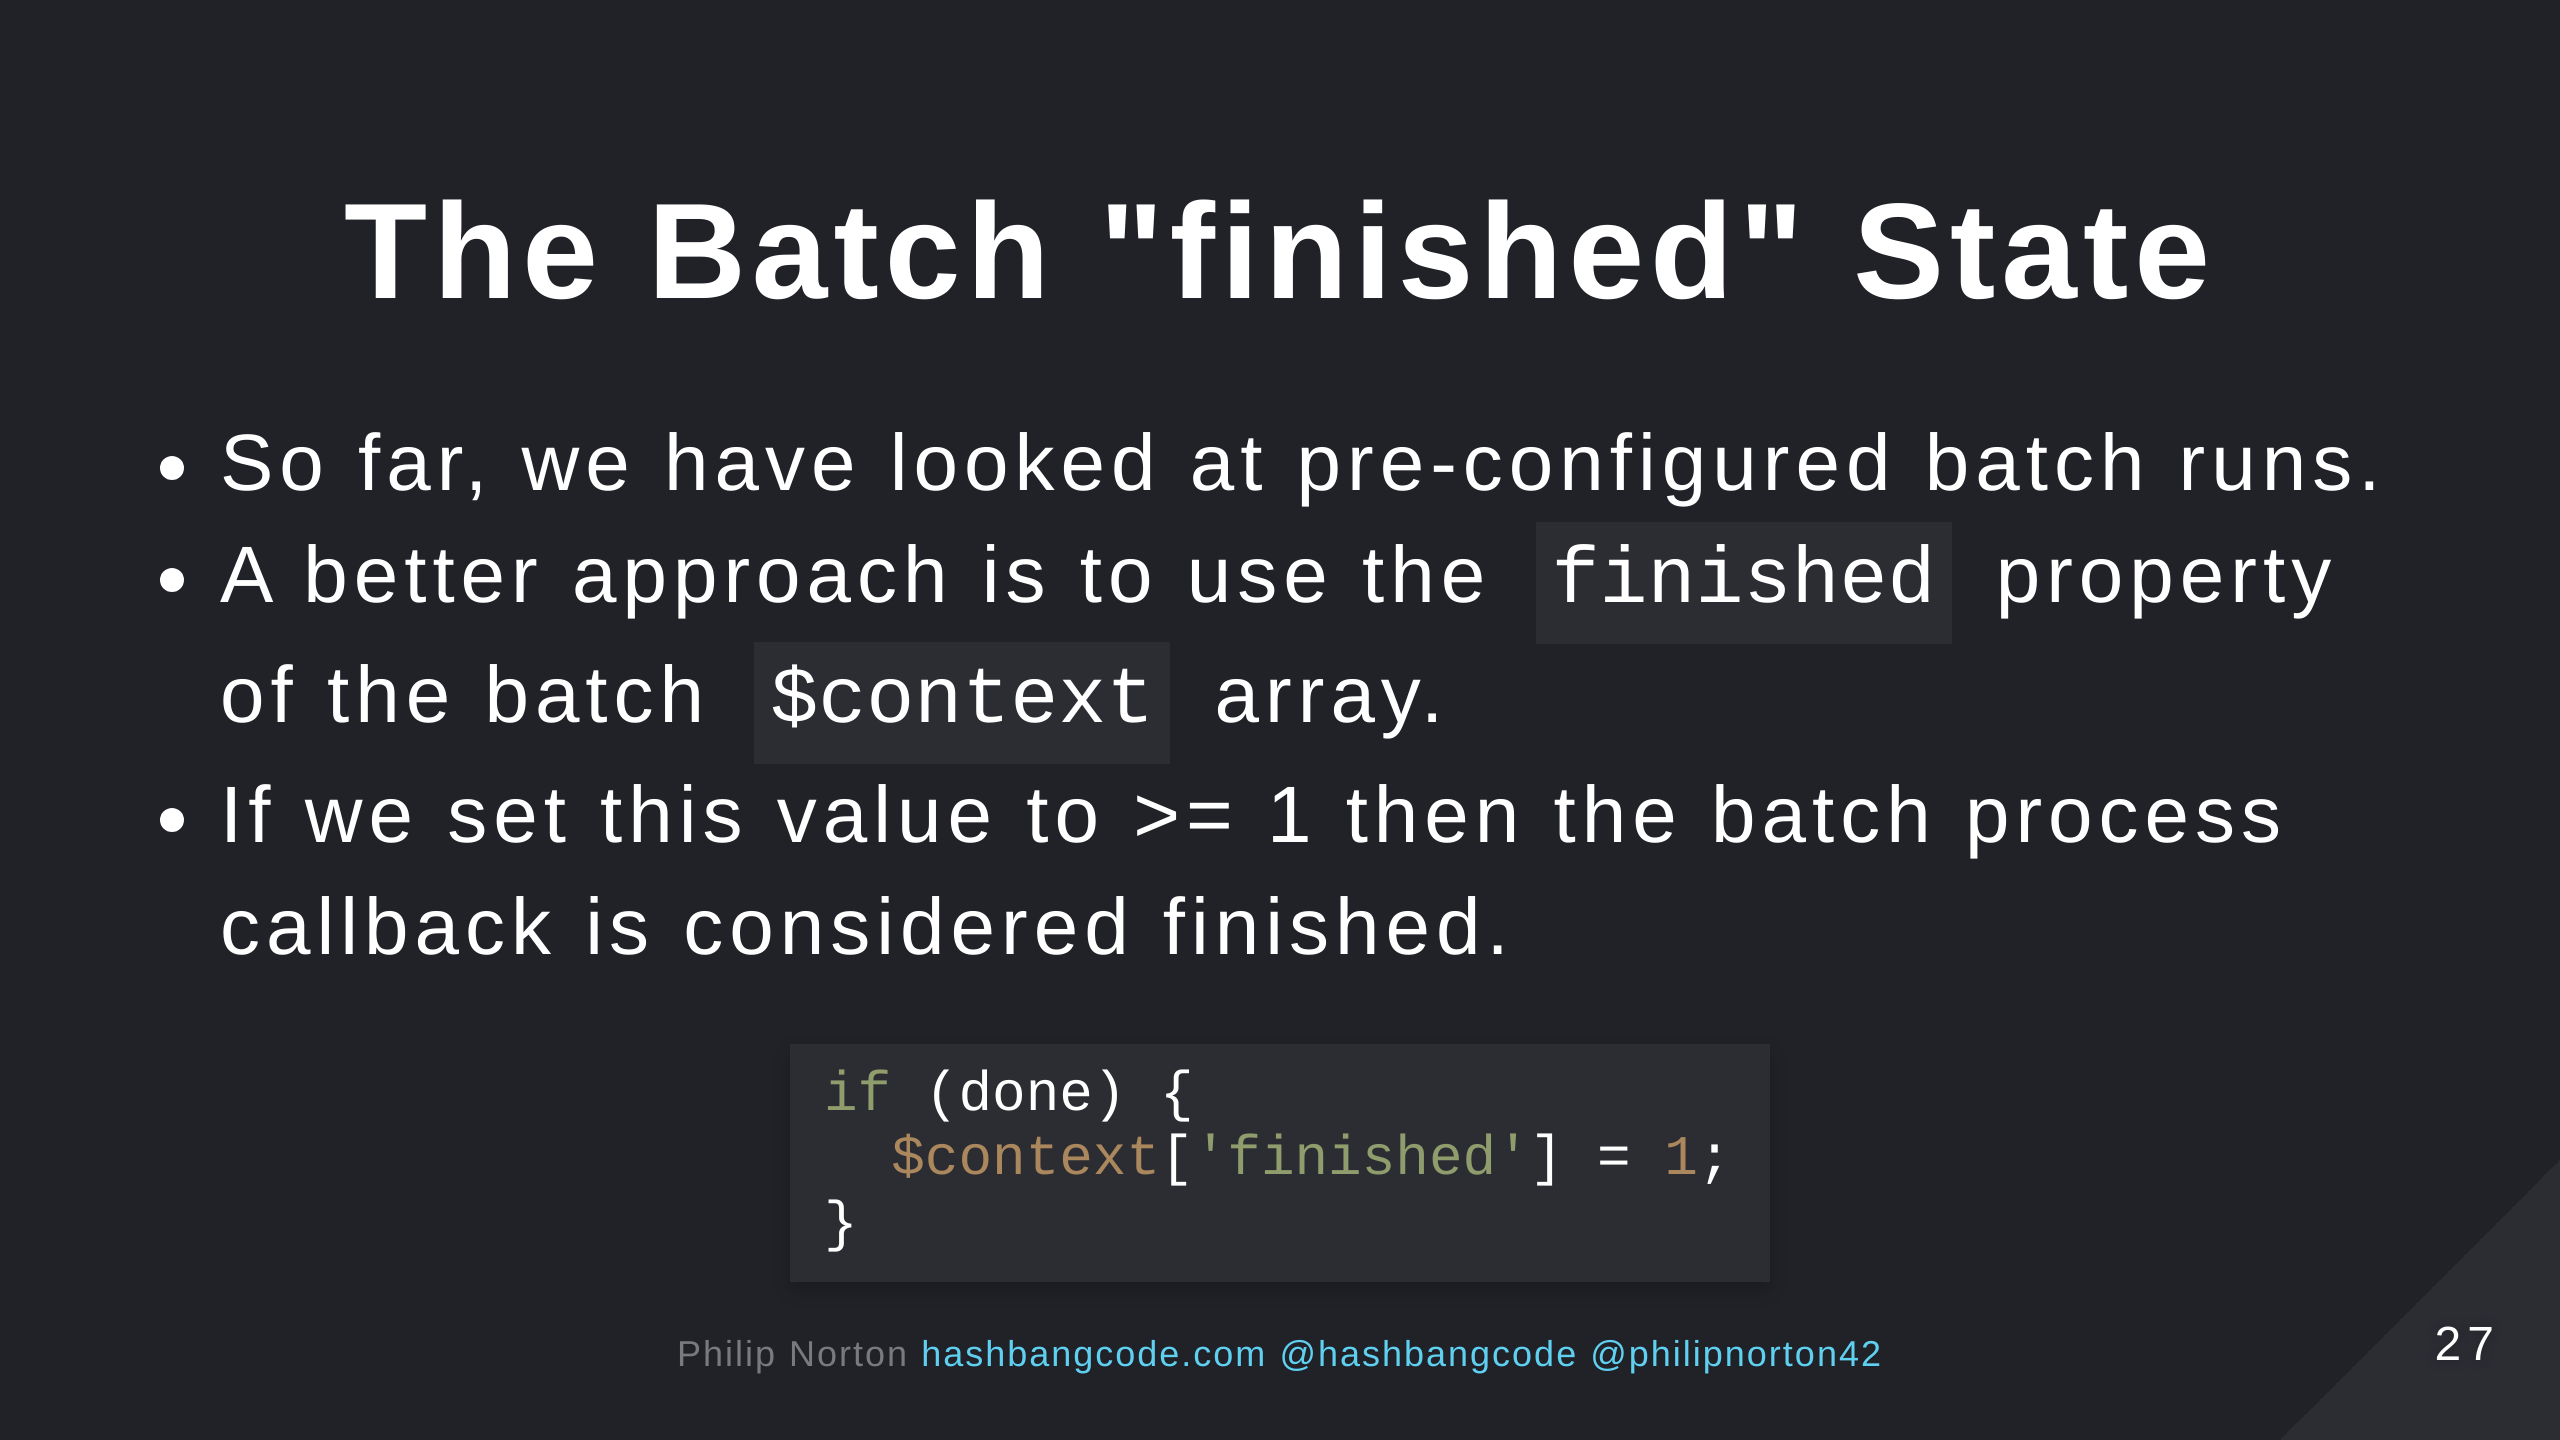 The Batch "finished" State
• So far, we have looked at pre-configured batch runs.
• A better approach is to use the finished property
of the batch $context array.
• If we set this value to >= 1 then the batch process
callback is considered finished.
if (done) {
  $context['finished'] = 1;
}
Philip Norton hashbangcode.com @hashbangcode @philipnorton42
27